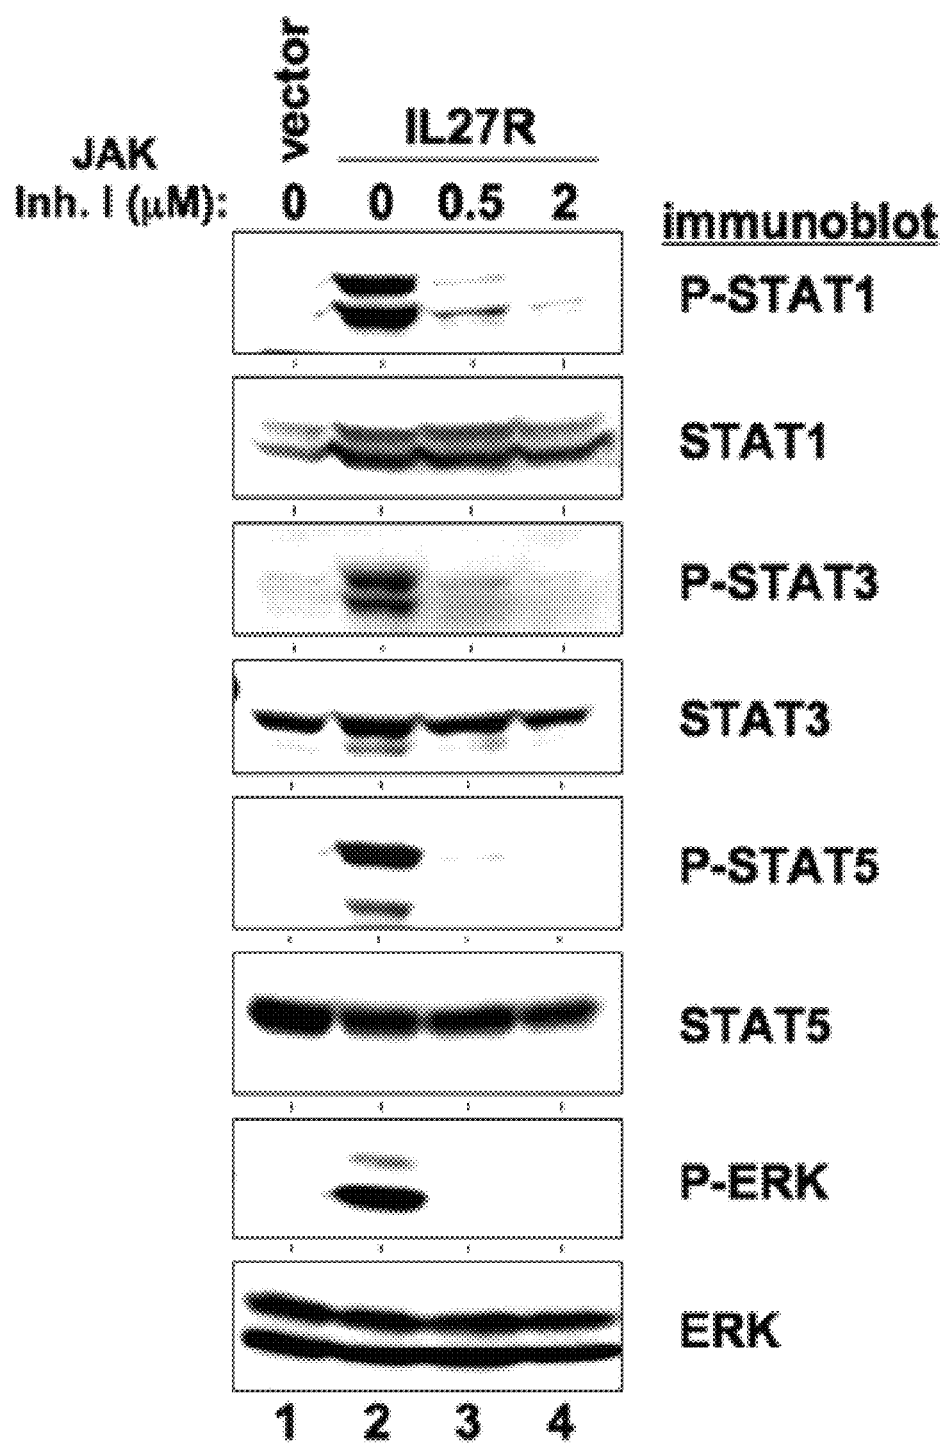 vector
IL27R
JAK
Inh. I (μM): 0 0 0.5 2
immunoblot
P-STAT1
STAT1
P-STAT3
STAT3
P-STAT5
STAT5
P-ERK
ERK
1 2 3 4